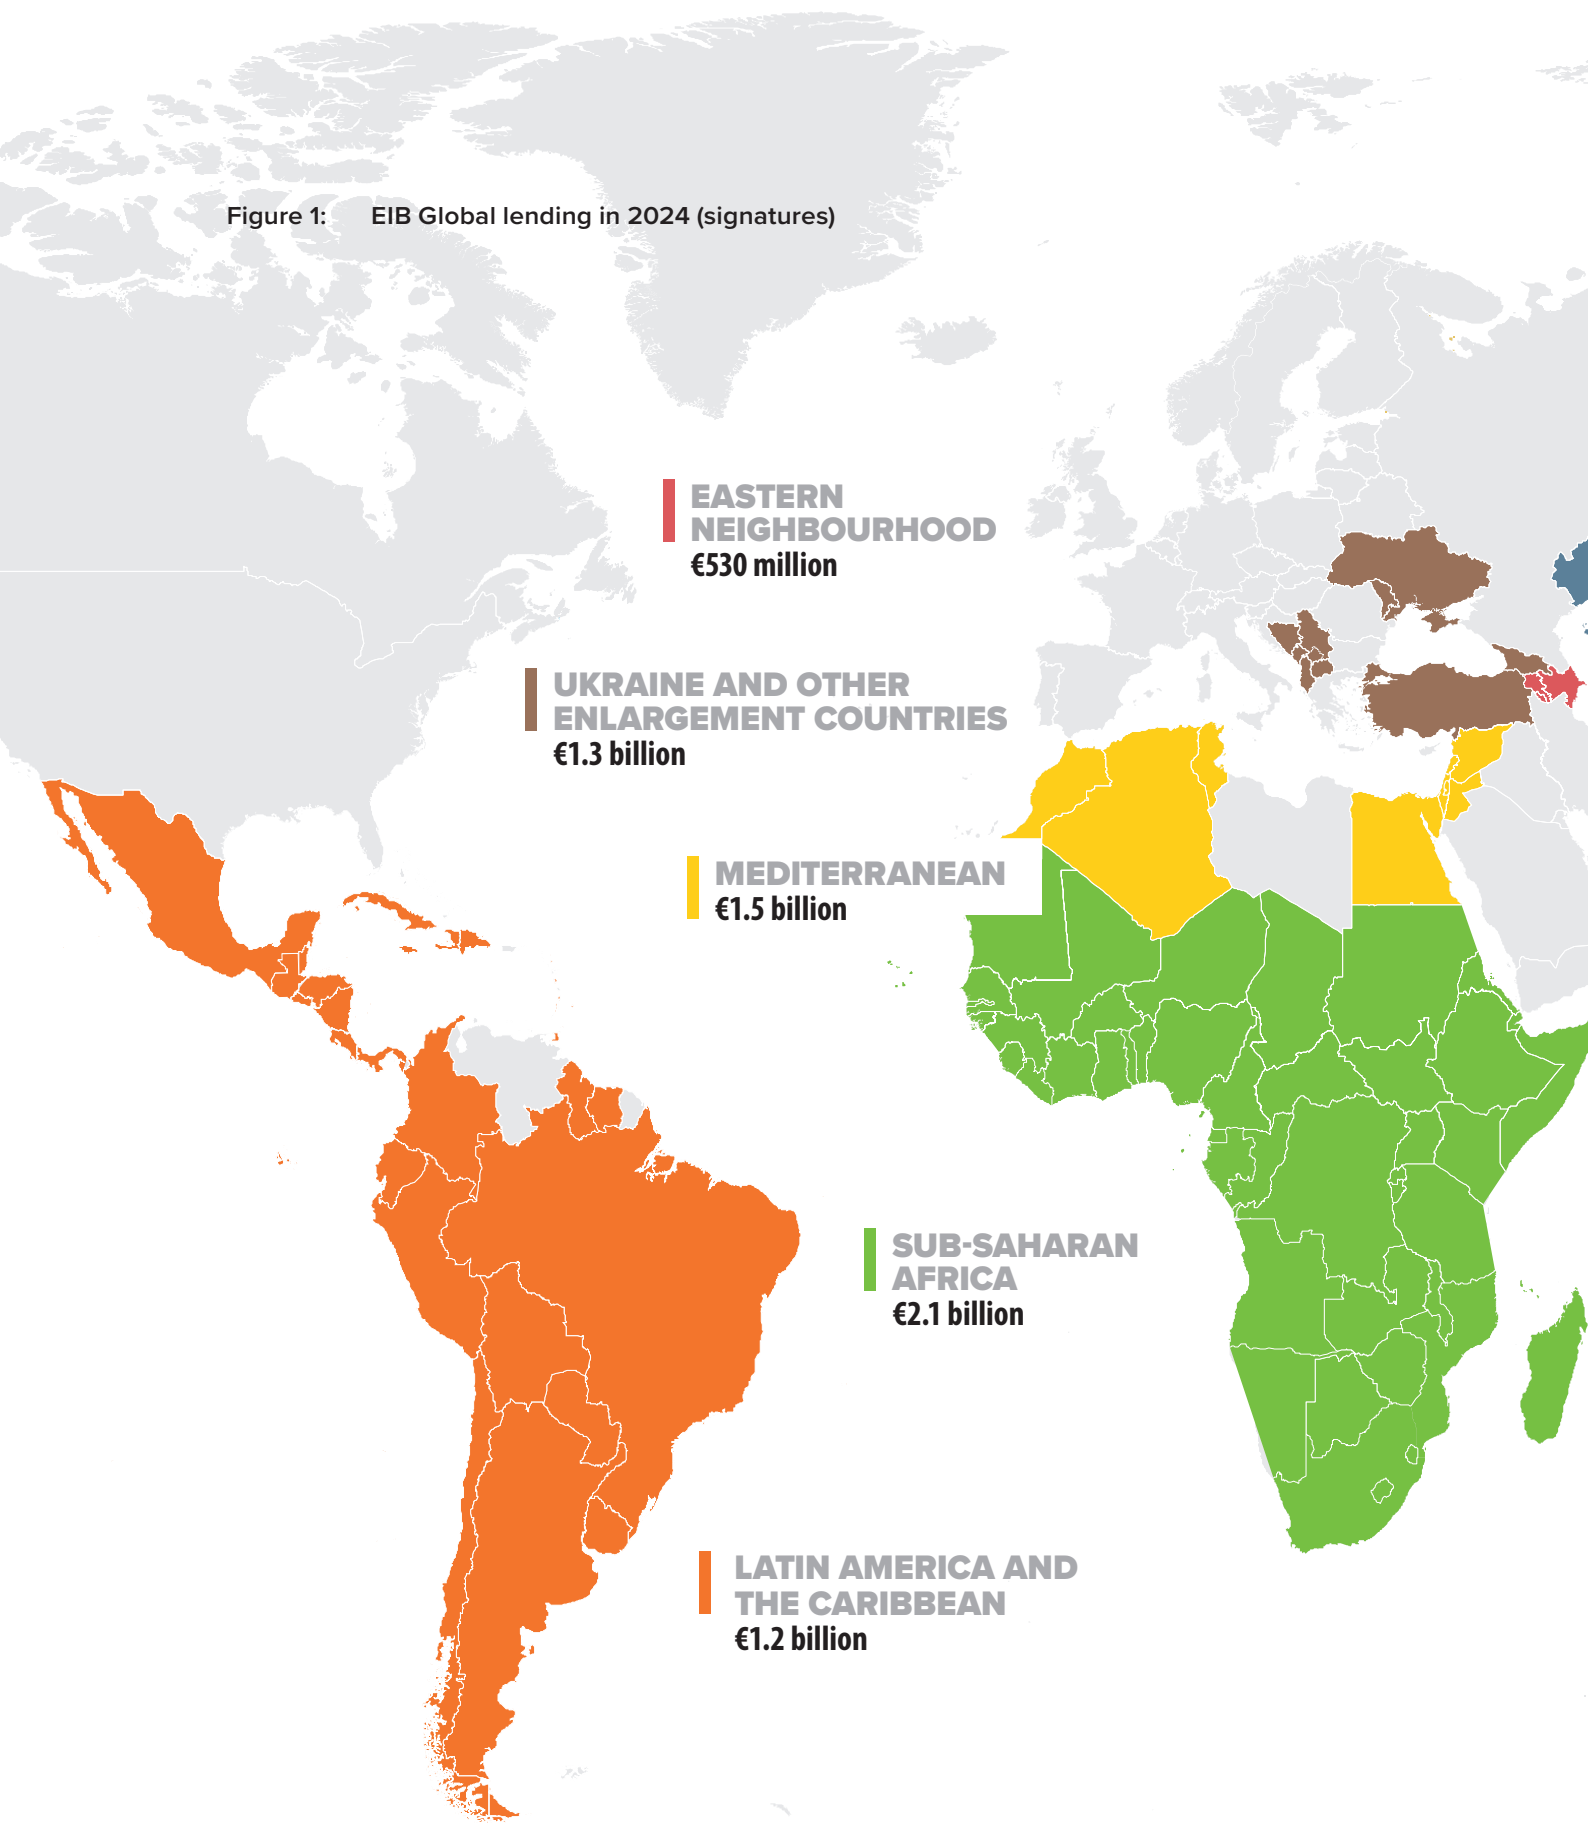 Figure 1: EIB Global lending in 2024 (signatures)
EASTERN
NEIGHBOURHOOD
€530 million
UKRAINE AND OTHER
ENLARGEMENT COUNTRIES
€1.3 billion
MEDITERRANEAN
€1.5 billion
SUB-SAHARAN
AFRICA
€2.1 billion
LATIN AMERICA AND
THE CARIBBEAN
€1.2 billion